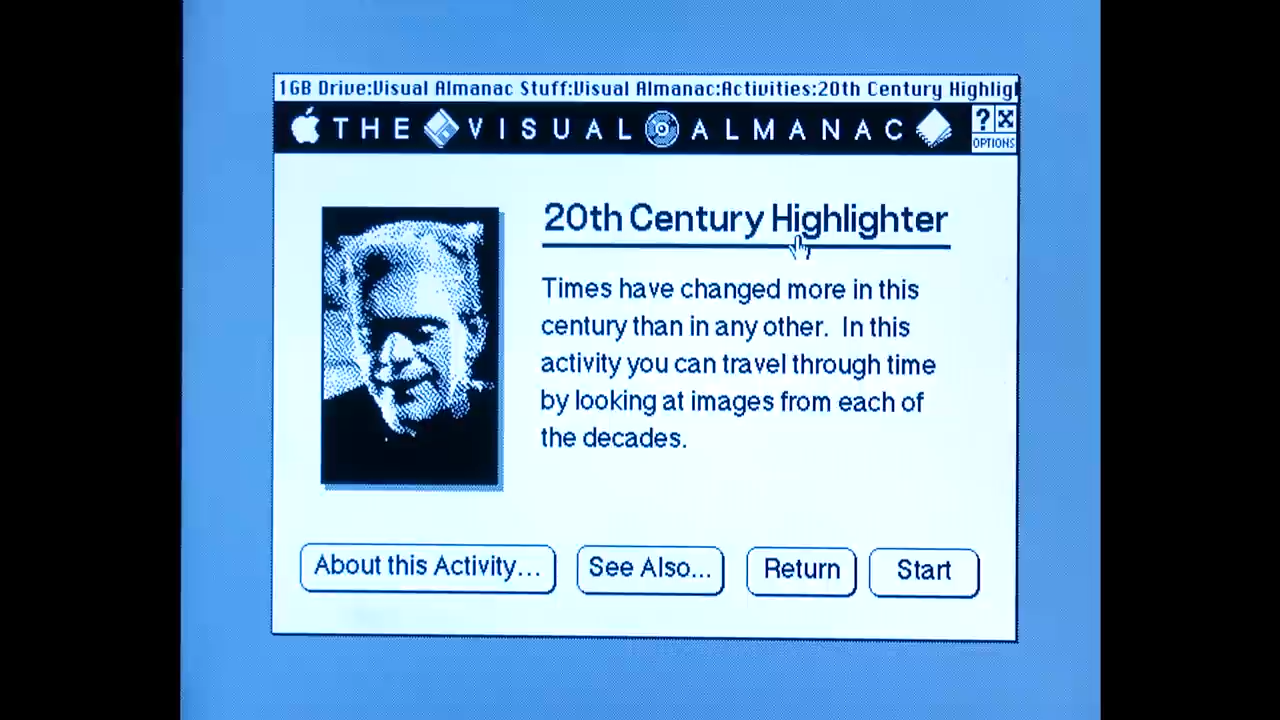 1GB Drive:Visual Almanac Stuff:Visual Almanac:Activities:20th Century Highlig
THE VISUAL ALMANAC
? 
OPTIONS
20th Century Highlighter
Times have changed more in this
century than in any other. In this
activity you can travel through time
by looking at images from each of
the decades.
About this Activity... See Also... Return Start